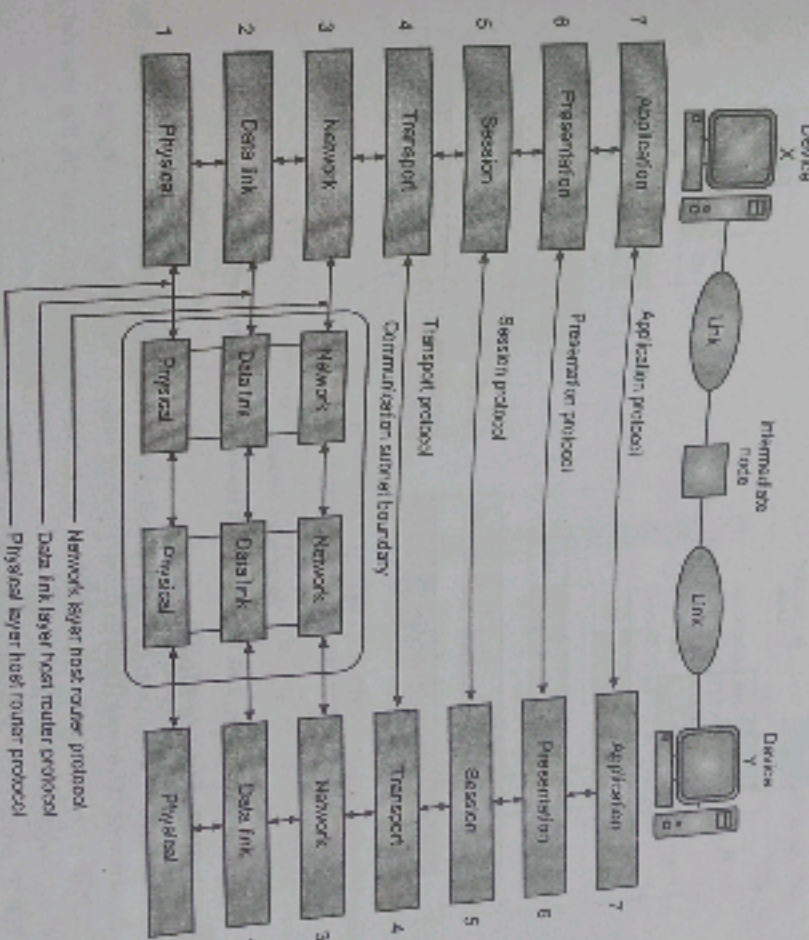 Device
X
Link
Intermediate
node
Link
Device
Y
7
Application
Application protocol
Application
7
6
Presentation
Presentation protocol
Presentation
6
5
Session
Session protocol
Session
5
4
Transport
Transport protocol
Transport
4
Communication subnet boundary
3
Network
Network
Network
Network
3
2
Data link
Data link
Data link
Data link
1
Physical
Physical
Physical
Physical
Network layer host router protocol
Data link layer host router protocol
Physical layer host router protocol